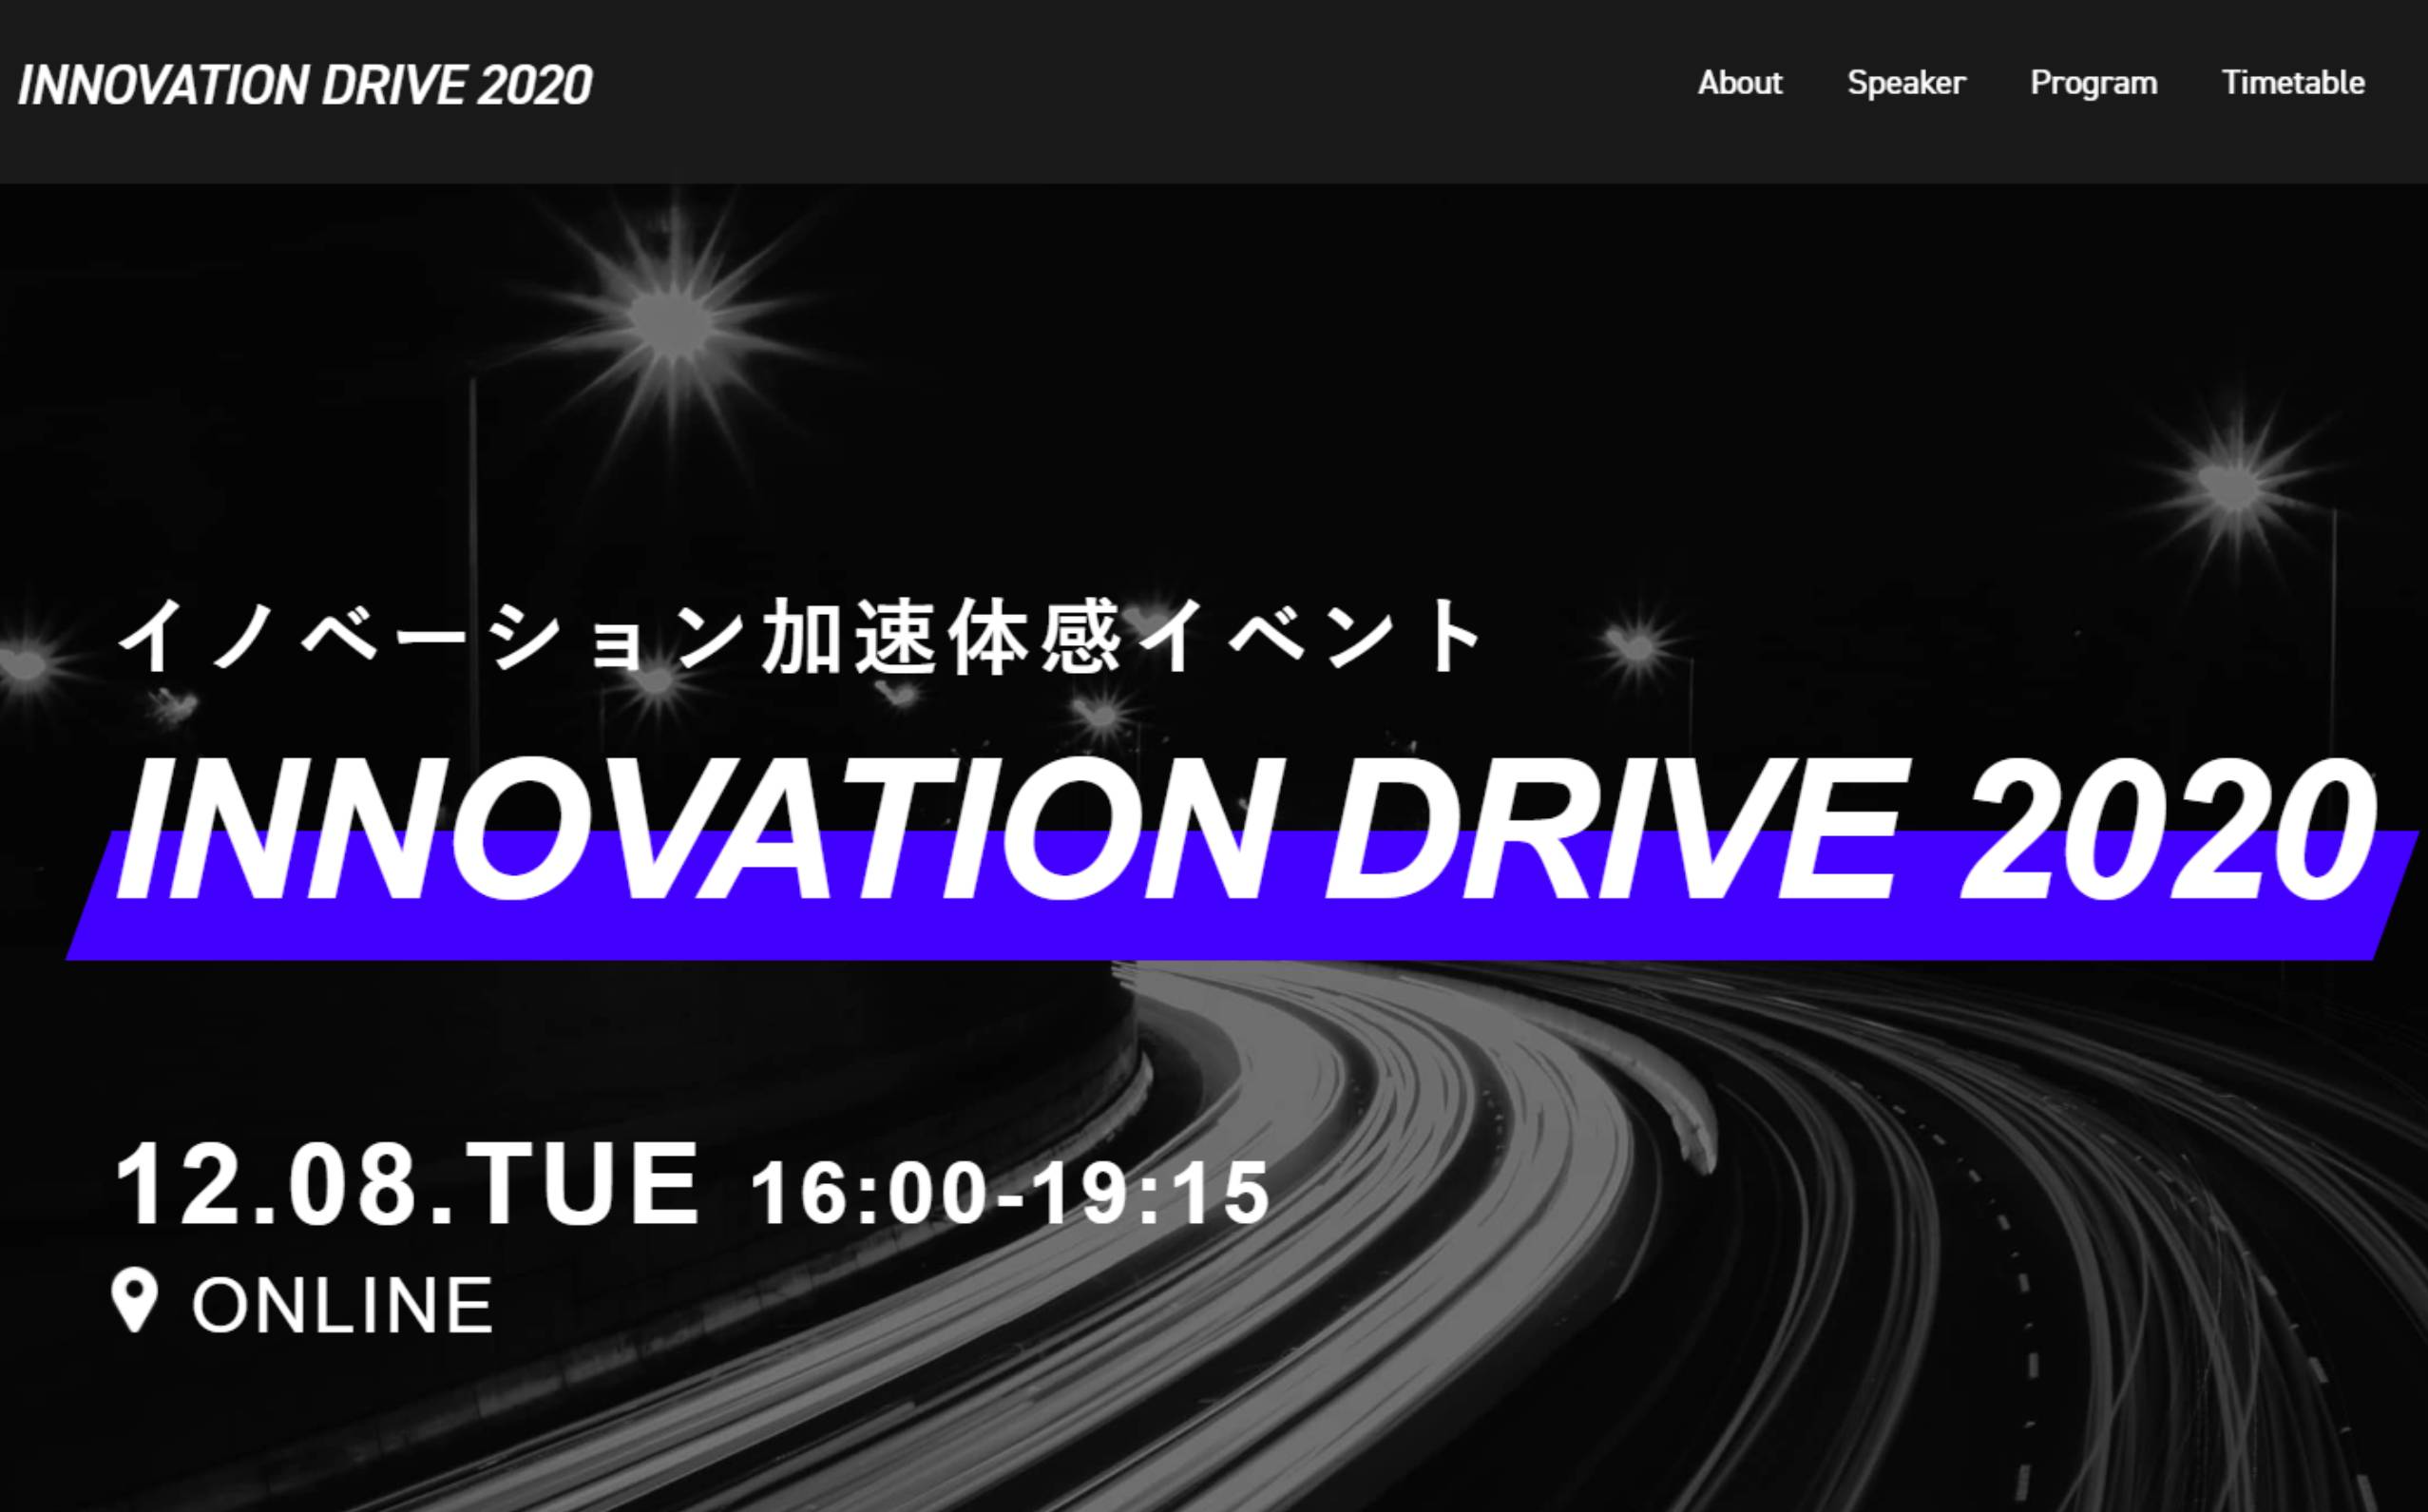 INNOVATION DRIVE 2020
About Speaker Program Timetable
イノベーション加速体感イベント
INNOVATION DRIVE 2020
12.08.TUE 16:00-19:15
ONLINE